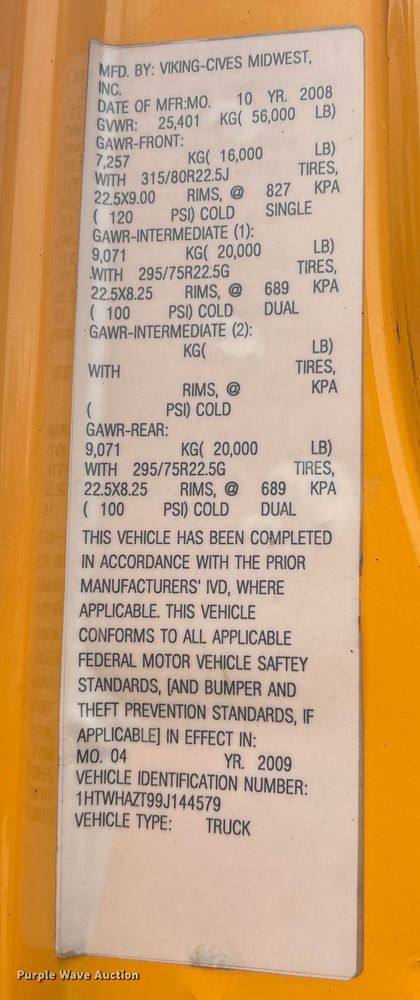 MFD. BY: VIKING-CIVES MIDWEST,
INC.
DATE OF MFR:MO. 10 YR. 2008
GVWR: 25,401 KG( 56,000 LB)
GAWR-FRONT:
7,257 KG( 16,000 LB)
WITH 315/80R22.5J TIRES,
22.5X9.00 RIMS, @ 827 KPA
( 120 PSI) COLD SINGLE
GAWR-INTERMEDIATE (1):
9,071 KG( 20,000 LB)
WITH 295/75R22.5G TIRES,
22.5X8.25 RIMS, @ 689 KPA
( 100 PSI) COLD DUAL
GAWR-INTERMEDIATE (2):
KG( LB)
WITH TIRES,
RIMS, @ KPA
( PSI) COLD
GAWR-REAR:
9,071 KG( 20,000 LB)
WITH 295/75R22.5G TIRES,
22.5X8.25 RIMS, @ 689 KPA
( 100 PSI) COLD DUAL
THIS VEHICLE HAS BEEN COMPLETED
IN ACCORDANCE WITH THE PRIOR
MANUFACTURERS' IVD, WHERE
APPLICABLE. THIS VEHICLE
CONFORMS TO ALL APPLICABLE
FEDERAL MOTOR VEHICLE SAFTEY
STANDARDS, [AND BUMPER AND
THEFT PREVENTION STANDARDS, IF
APPLICABLE] IN EFFECT IN:
MO. 04 YR. 2009
VEHICLE IDENTIFICATION NUMBER:
1HTWHAZT99J144579
VEHICLE TYPE: TRUCK
Purple Wave Auction